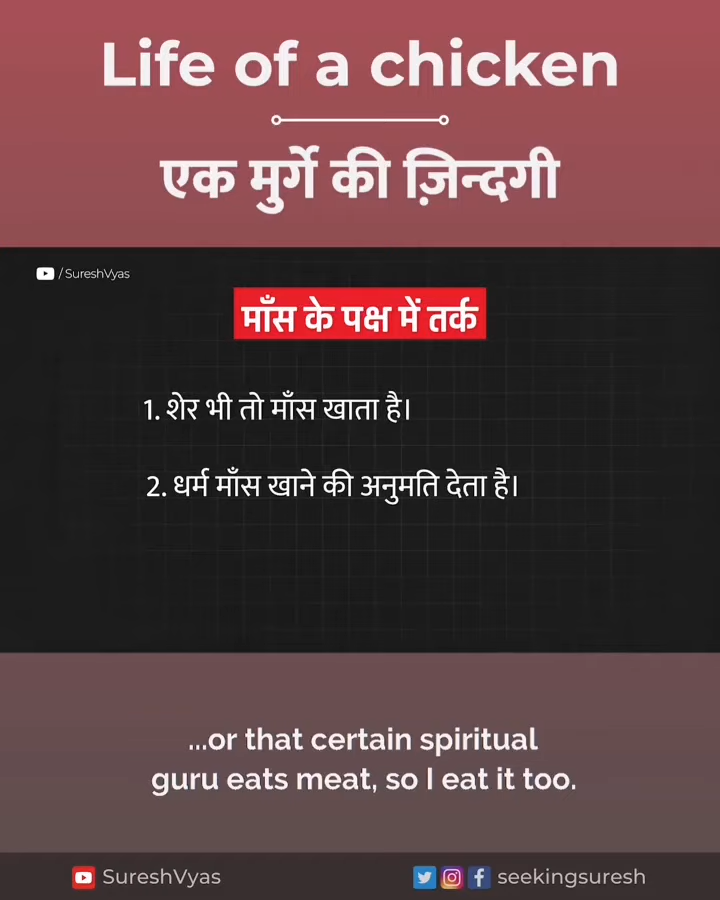 Life of a chicken
एक मुर्गे की ज़िन्दगी
/SureshVyas
माँस के पक्ष में तर्क
1. शेर भी तो माँस खाता है।
2. धर्म माँस खाने की अनुमति देता है।
...or that certain spiritual
guru eats meat, so I eat it too.
SureshVyas
seekingsuresh